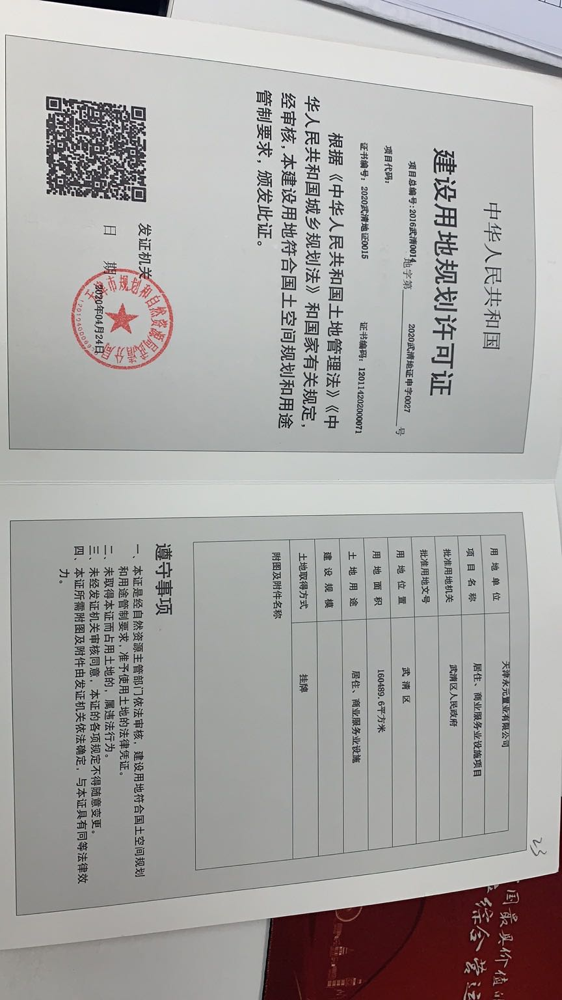 中华人民共和国
建设用地规划许可证
项目总编号:2016武清0014
地字第 2020武清地证申字0027 号
项目代码:
证书编号: 2020武清地证0015 证书编码: 120114202000071
根据《中华人民共和国土地管理法》《中
华人民共和国城乡规划法》和国家有关规定,
经审核,本建设用地符合国土空间规划和用途
管制要求,颁发此证。
发证机关
日 期
2020年04月24日
天津市规划和自然资源局武清分局
用地单位 天津永元置业有限公司
项目名称 居住、商业服务业设施项目
批准用地机关 武清区人民政府
批准用地文号
用地位置 武清区
用地面积 160489.6平方米
土地用途 居住、商业服务业设施
建设规模
土地取得方式 挂牌
附图及附件名称
遵守事项
一、本证是经自然资源主管部门依法审核,建设用地符合国土空间规划
和用途管制要求,准予使用土地的法律凭证。
二、未取得本证而占用土地的,属违法行为。
三、未经发证机关审核同意,本证的各项规定不得随意变更。
四、本证所需附图及附件由发证机关依法确定,与本证具有同等法律效
力。
23
国最具价值
综合营运